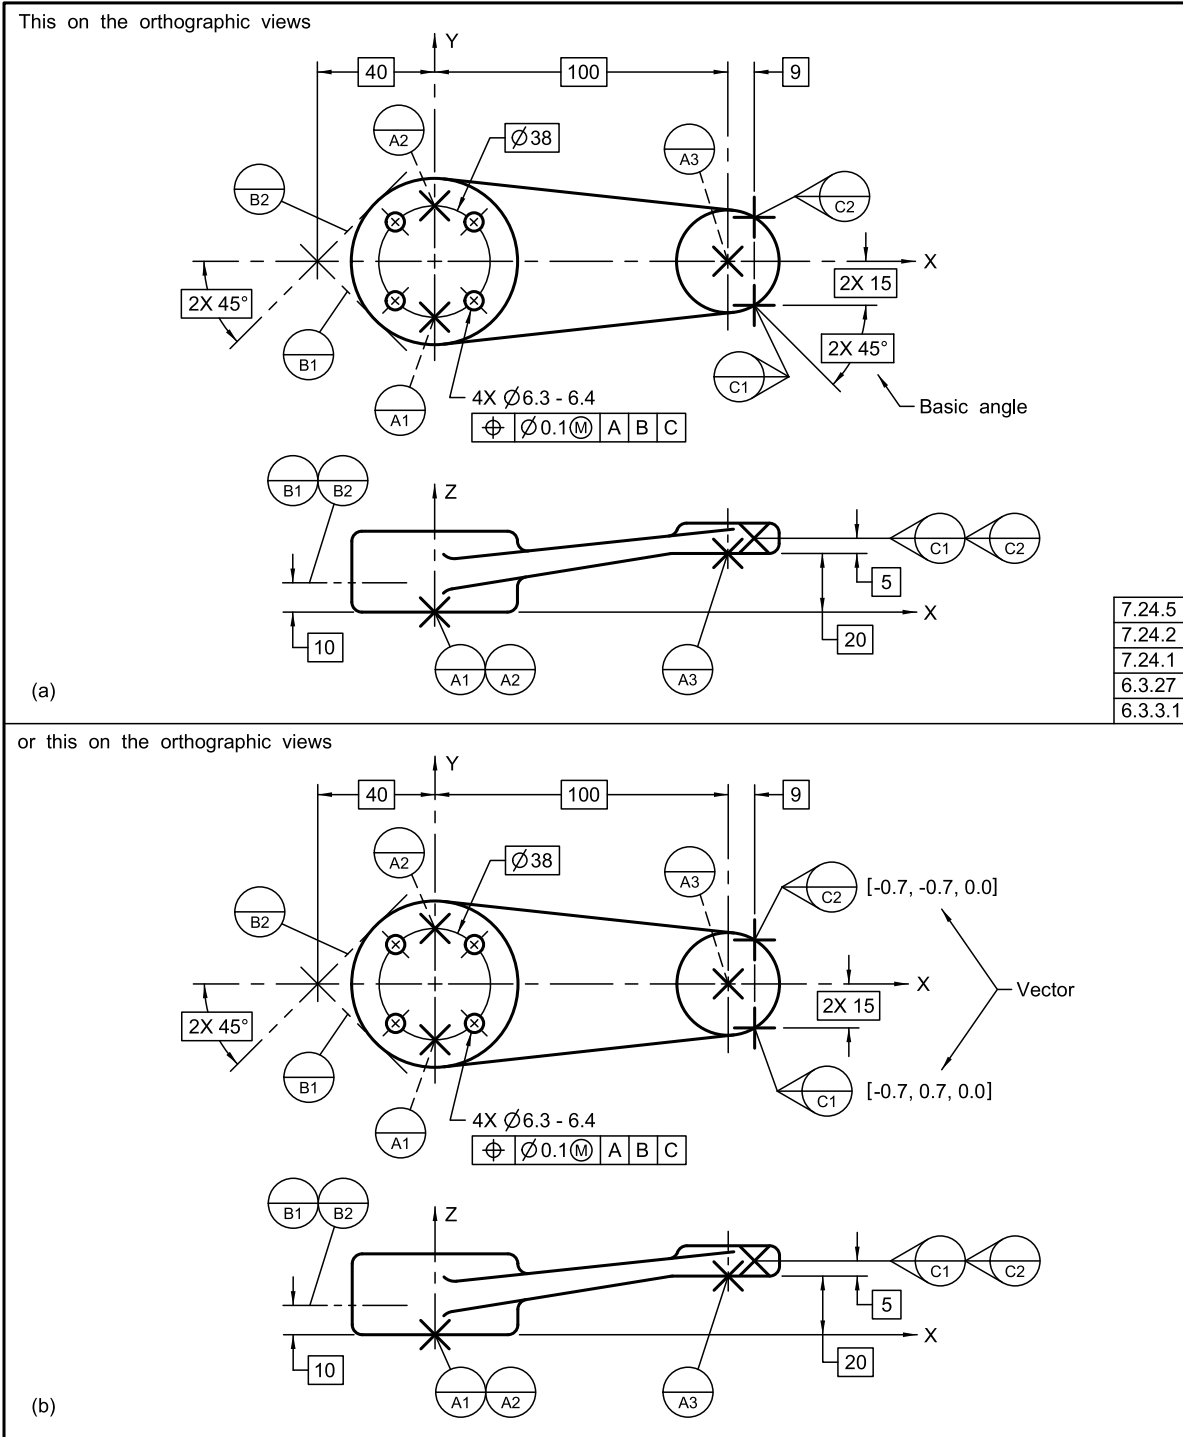 This on the orthographic views
Y
40
100
9
A2
Ø38
A3
B2
C2
X
2X 15
2X 45°
2X 45°
B1
C1
A1
4X Ø6.3 - 6.4
Basic angle
⌖ Ø0.1Ⓜ A B C
B1 B2
Z
C1 C2
5
X
10
20
A1 A2
A3
(a)
7.24.5
7.24.2
7.24.1
6.3.27
6.3.3.1
or this on the orthographic views
Y
40
100
9
A2
Ø38
A3
C2 [-0.7, -0.7, 0.0]
B2
X
Vector
2X 15
2X 45°
B1
C1 [-0.7, 0.7, 0.0]
A1
4X Ø6.3 - 6.4
⌖ Ø0.1Ⓜ A B C
B1 B2
Z
C1 C2
5
X
10
20
A1 A2
A3
(b)